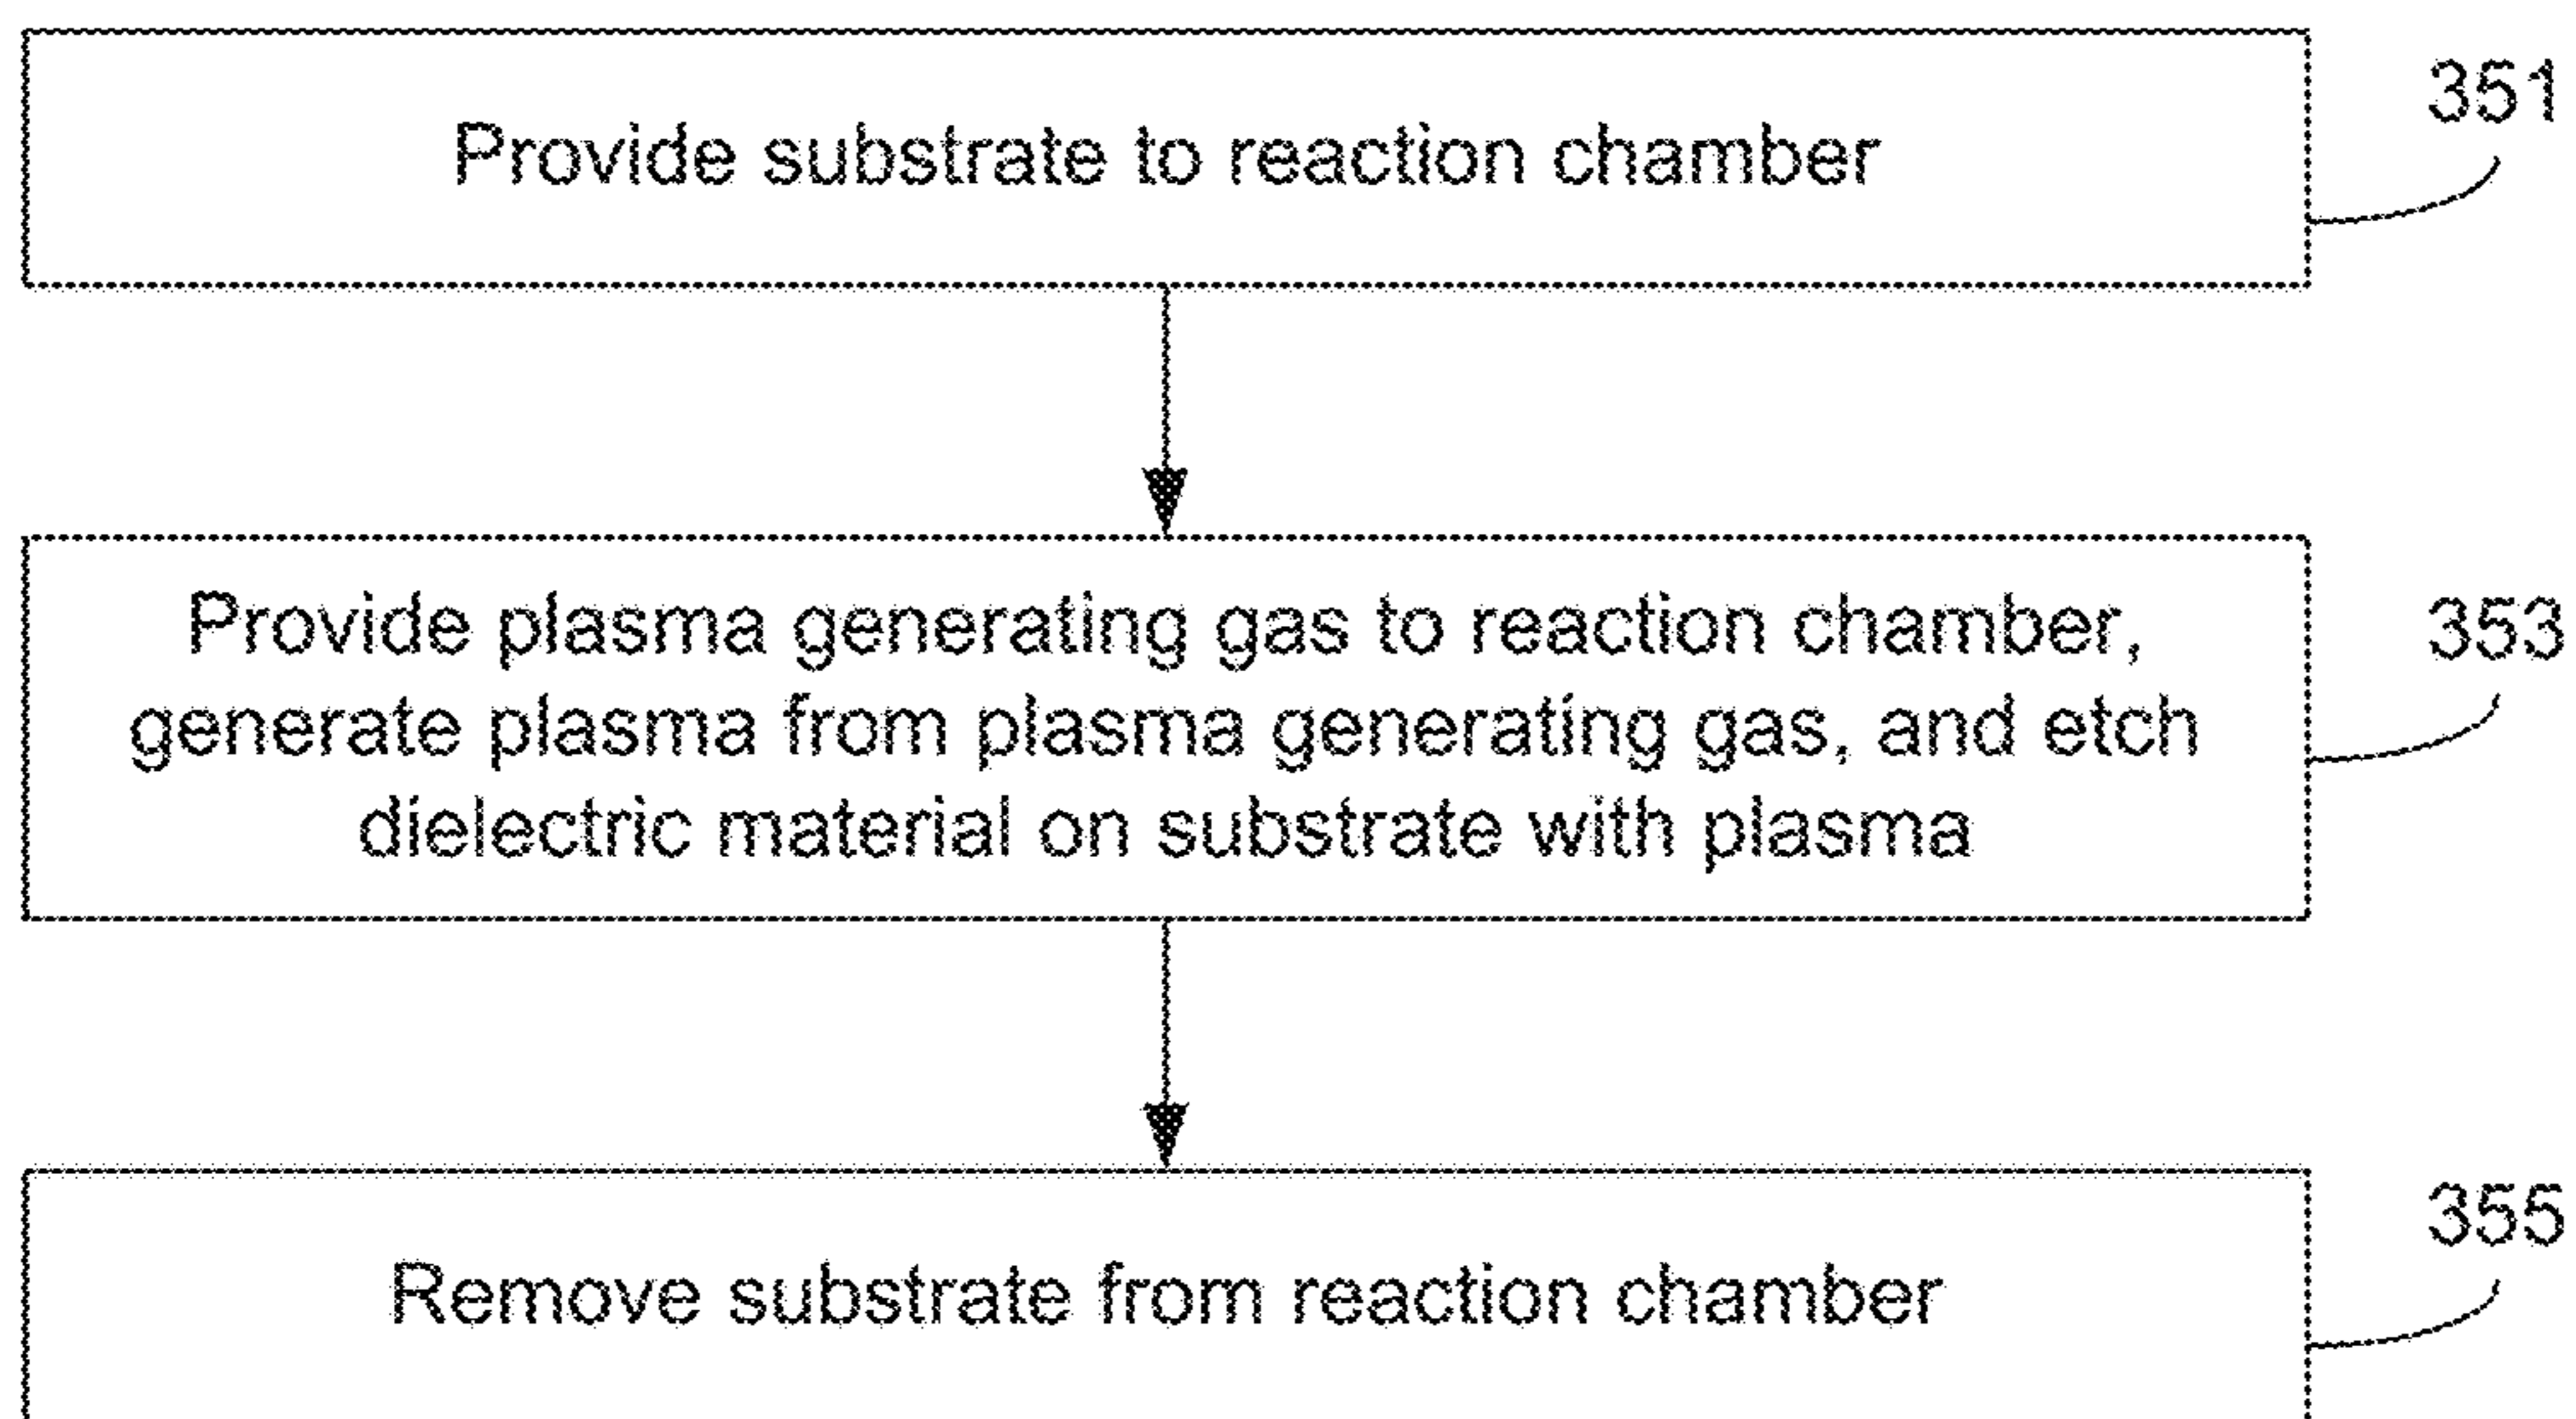 Provide substrate to reaction chamber
351
Provide plasma generating gas to reaction chamber,
generate plasma from plasma generating gas, and etch
dielectric material on substrate with plasma
353
Remove substrate from reaction chamber
355